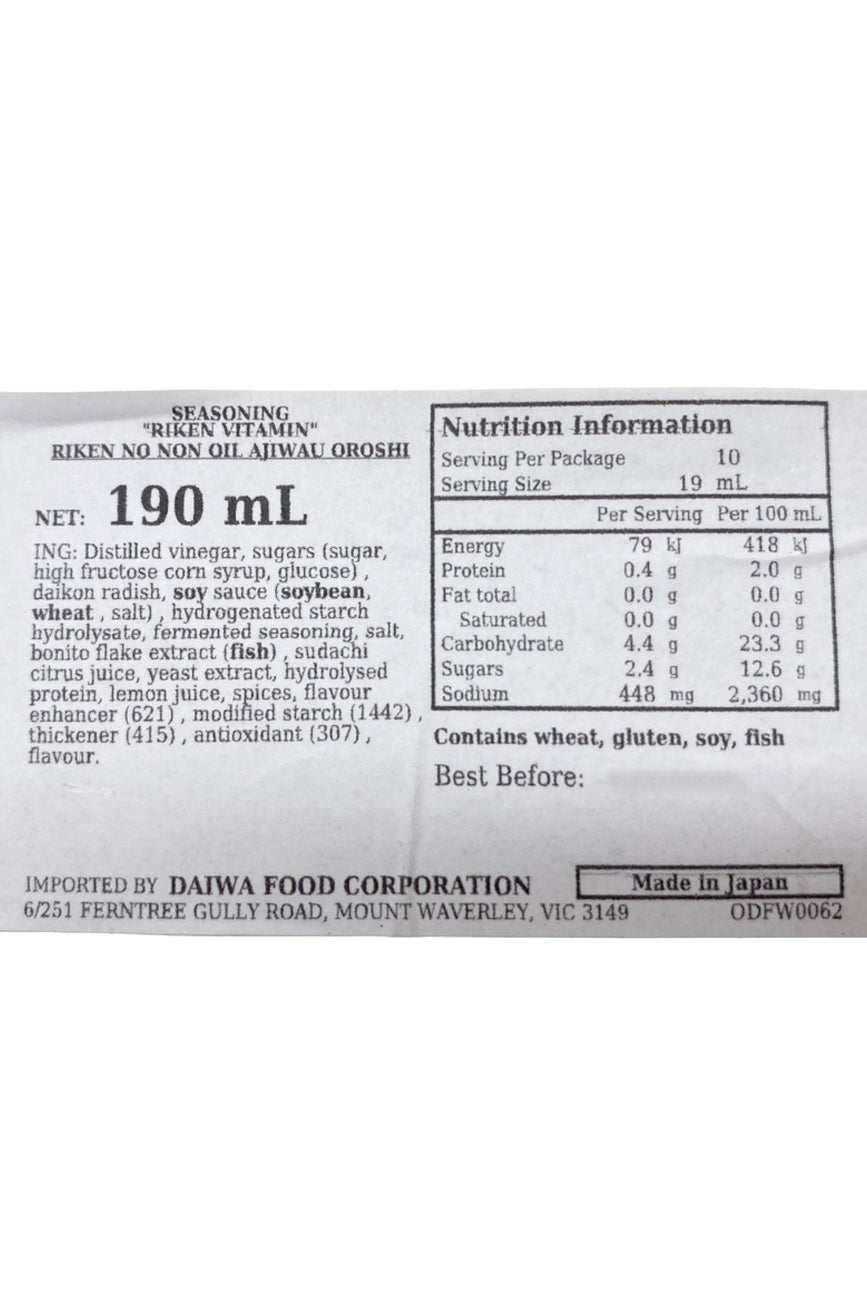 SEASONING
"RIKEN VITAMIN"
RIKEN NO NON OIL AJIWAU OROSHI
NET: 190 mL
ING: Distilled vinegar, sugars (sugar,
high fructose corn syrup, glucose) ,
daikon radish, soy sauce (soybean,
wheat , salt) , hydrogenated starch
hydrolysate, fermented seasoning, salt,
bonito flake extract (fish) , sudachi
citrus juice, yeast extract, hydrolysed
protein, lemon juice, spices, flavour
enhancer (621) , modified starch (1442) ,
thickener (415) , antioxidant (307) ,
flavour.
Nutrition Information
Serving Per Package 10
Serving Size 19 mL
Per Serving Per 100 mL
Energy 79 kJ 418 kJ
Protein 0.4 g 2.0 g
Fat total 0.0 g 0.0 g
Saturated 0.0 g 0.0 g
Carbohydrate 4.4 g 23.3 g
Sugars 2.4 g 12.6 g
Sodium 448 mg 2,360 mg
Contains wheat, gluten, soy, fish
Best Before:
IMPORTED BY DAIWA FOOD CORPORATION
6/251 FERNTREE GULLY ROAD, MOUNT WAVERLEY, VIC 3149
Made in Japan
ODFW0062